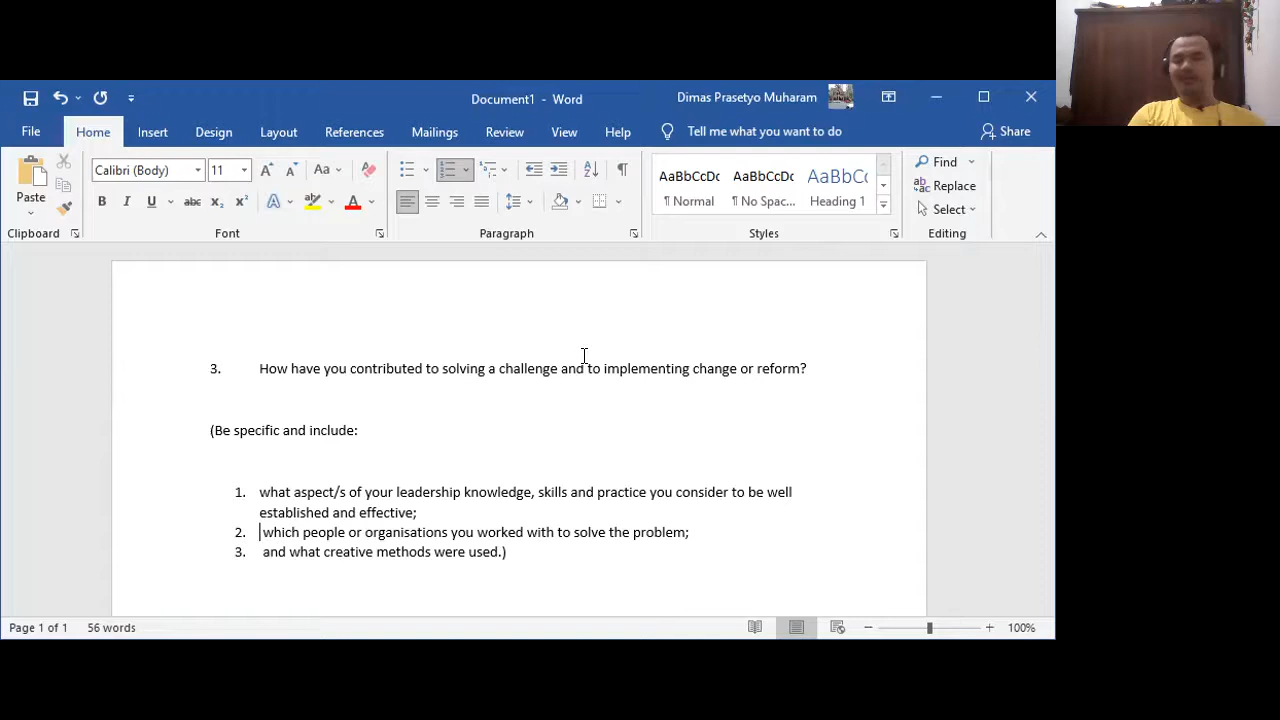 Document1 - Word
Dimas Prasetyo Muharam
File Home Insert Design Layout References Mailings Review View Help Tell me what you want to do Share
Calibri (Body) 11 Aa
AaBbCcDc AaBbCcDc AaBbC
Find
Paste
Replace
B I U abc x₂ x² A A
¶ Normal ¶ No Spac... Heading 1
Select
Clipboard Font Paragraph Styles Editing
3. How have you contributed to solving a challenge and to implementing change or reform?
(Be specific and include:
1. what aspect/s of your leadership knowledge, skills and practice you consider to be well
established and effective;
2. which people or organisations you worked with to solve the problem;
3. and what creative methods were used.)
Page 1 of 1 56 words 100%